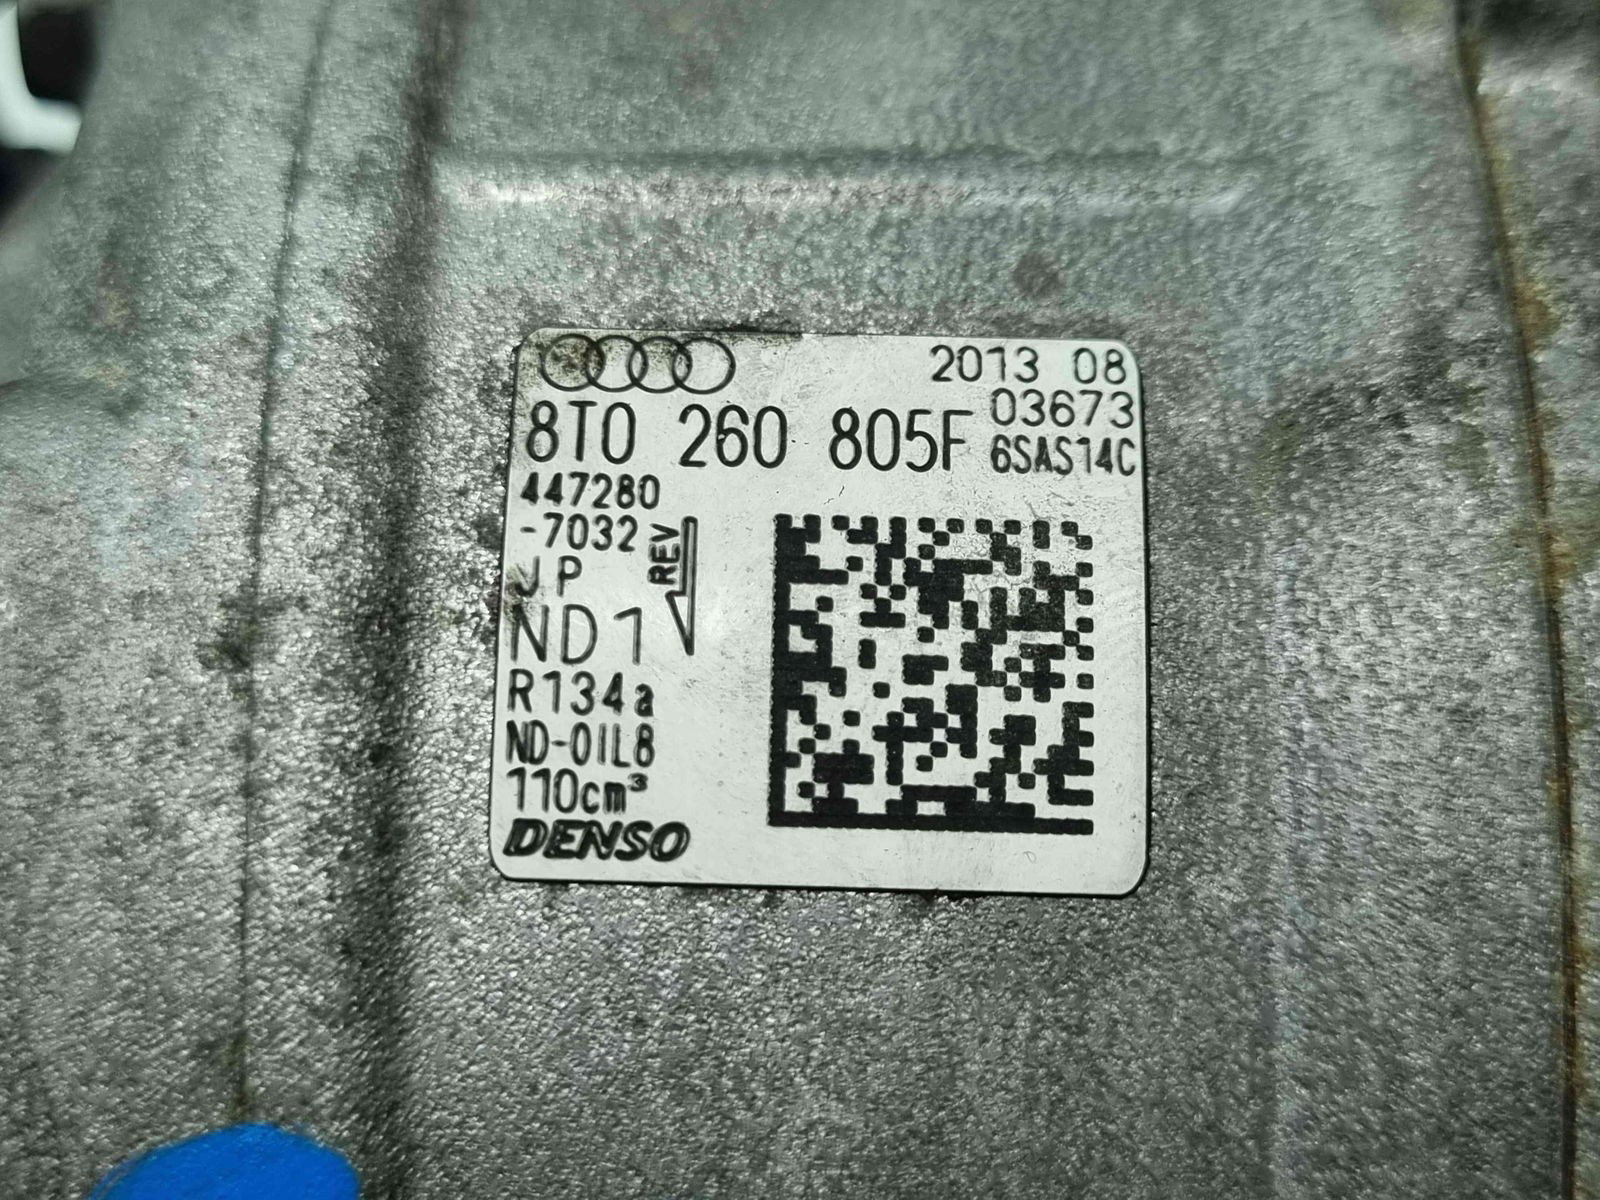 2013 08
03673
8T0 260 805F 6SAS14C
447280
-7032
REV
JP
ND1
R134a
ND-OIL8
110cm³
DENSO